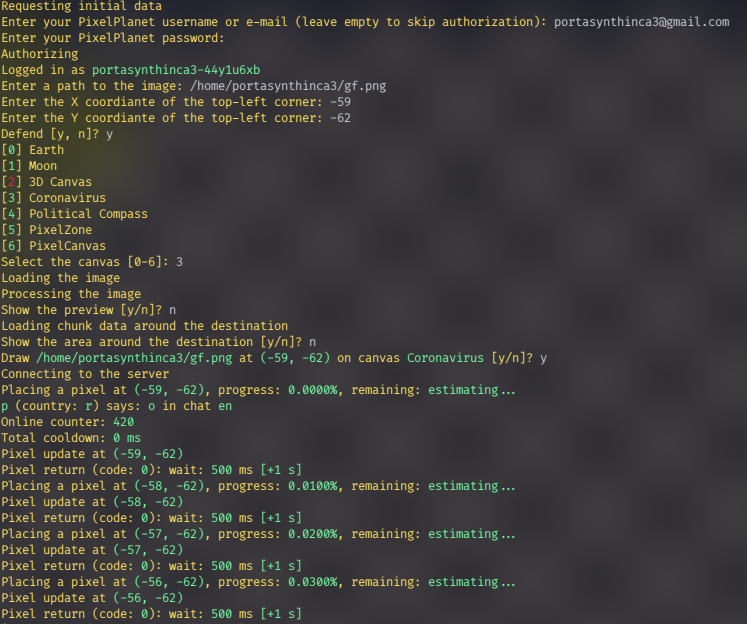 Requesting initial data
Enter your PixelPlanet username or e-mail (leave empty to skip authorization): portasynthinca3@gmail.com
Enter your PixelPlanet password:
Authorizing
Logged in as portasynthinca3-44y1u6xb
Enter a path to the image: /home/portasynthinca3/gf.png
Enter the X coordiante of the top-left corner: -59
Enter the Y coordiante of the top-left corner: -62
Defend [y, n]? y
[0] Earth
[1] Moon
[2] 3D Canvas
[3] Coronavirus
[4] Political Compass
[5] PixelZone
[6] PixelCanvas
Select the canvas [0-6]: 3
Loading the image
Processing the image
Show the preview [y/n]? n
Loading chunk data around the destination
Show the area around the destination [y/n]? n
Draw /home/portasynthinca3/gf.png at (-59, -62) on canvas Coronavirus [y/n]? y
Connecting to the server
Placing a pixel at (-59, -62), progress: 0.0000%, remaining: estimating...
p (country: r) says: o in chat en
Online counter: 420
Total cooldown: 0 ms
Pixel update at (-59, -62)
Pixel return (code: 0): wait: 500 ms [+1 s]
Placing a pixel at (-58, -62), progress: 0.0100%, remaining: estimating...
Pixel update at (-58, -62)
Pixel return (code: 0): wait: 500 ms [+1 s]
Placing a pixel at (-57, -62), progress: 0.0200%, remaining: estimating...
Pixel update at (-57, -62)
Pixel return (code: 0): wait: 500 ms [+1 s]
Placing a pixel at (-56, -62), progress: 0.0300%, remaining: estimating...
Pixel update at (-56, -62)
Pixel return (code: 0): wait: 500 ms [+1 s]